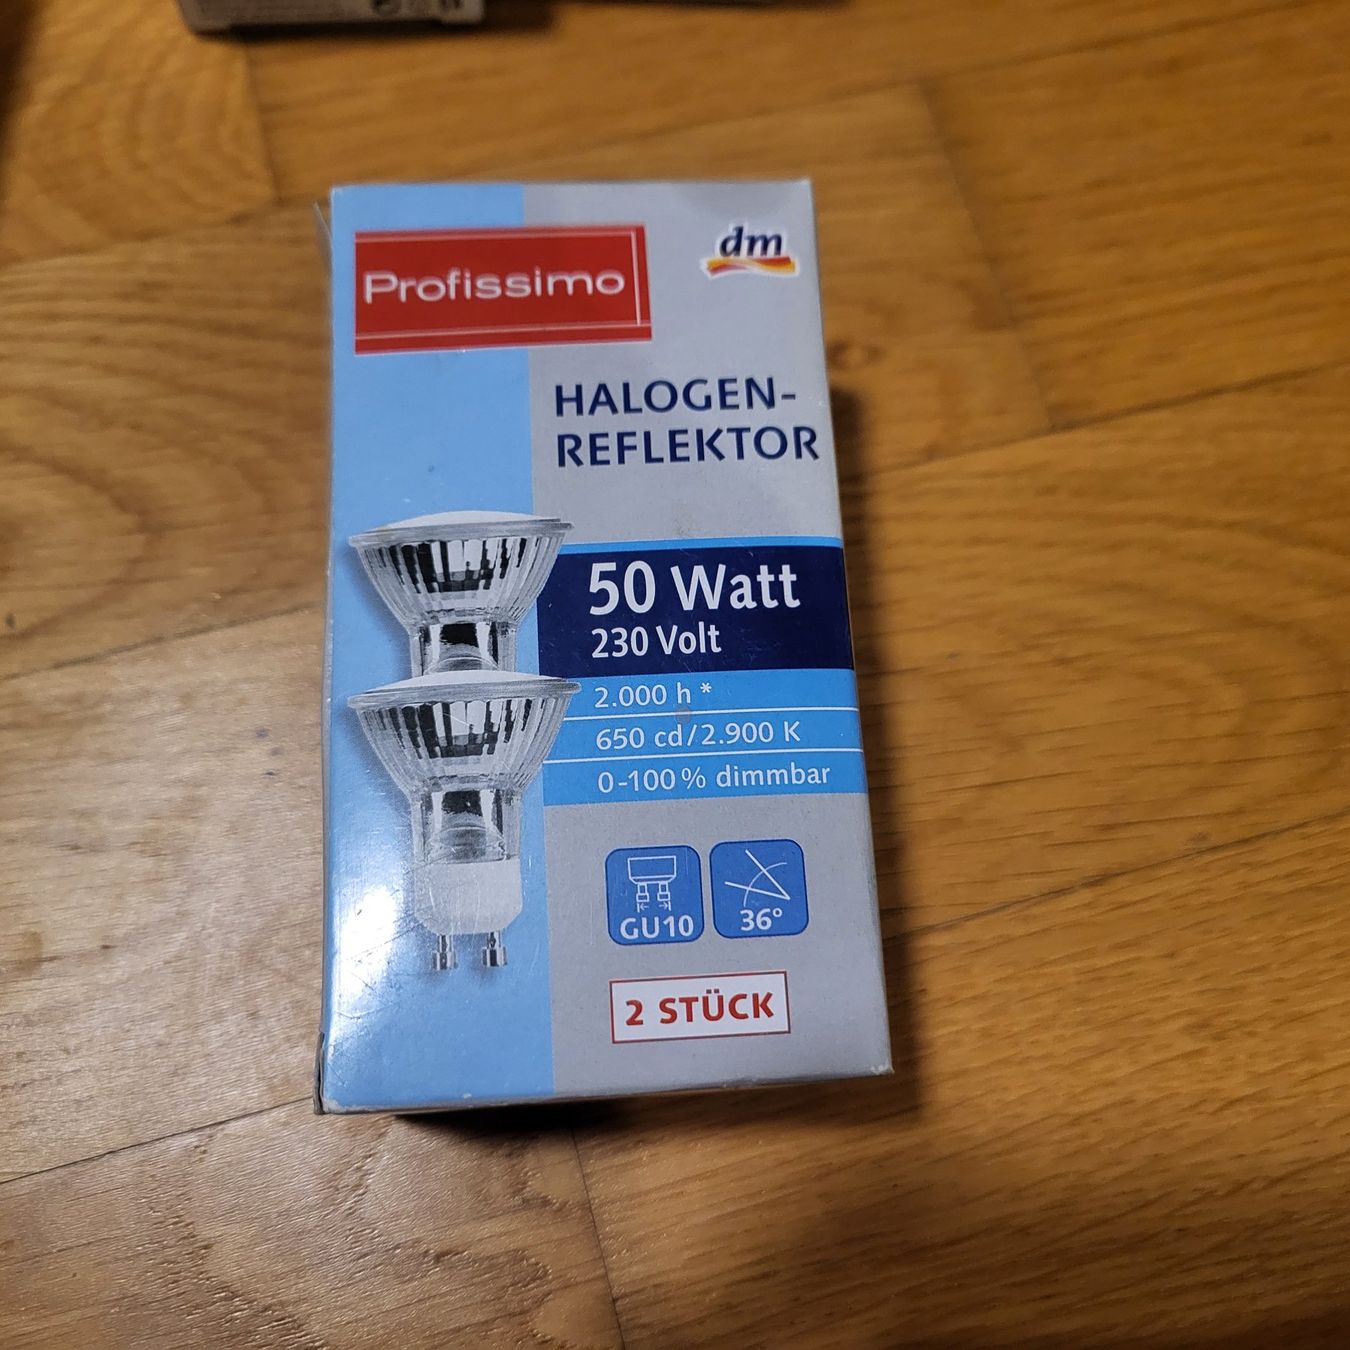 Profissimo
dm
HALOGEN-
REFLEKTOR
50 Watt
230 Volt
2.000 h *
650 cd/2.900 K
0-100% dimmbar
GU10
36°
2 STÜCK